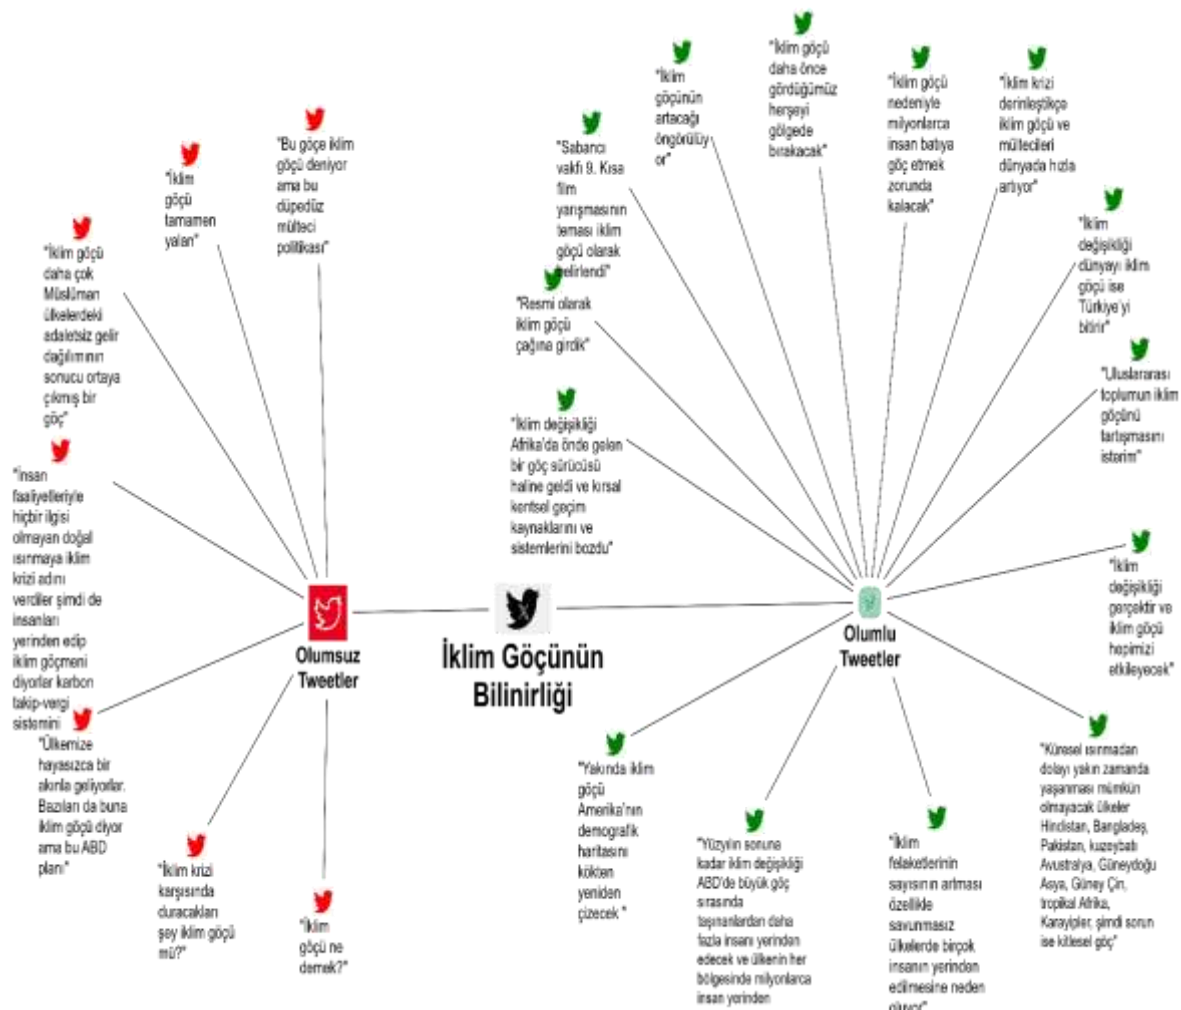 "Bu göçe iklim
göçü deniyor
ama bu
düpedüz
mülteci
politikası"
"İklim
göçü
tamamen
yalan"
"İklim göçü
daha çok
Müslüman
ülkelerdeki
adaletsiz gelir
dağılımının
sonucu ortaya
çıkmış bir
göç"
"İnsan
faaliyetleriyle
hiçbir ilgisi
olmayan doğal
ısınmaya iklim
krizi adını
verdiler şimdi de
insanları
yerinden edip
iklim göçmeni
diyorlar karbon
takip-vergi
sistemini
"Ülkemize
hayasızca bir
akınla geliyorlar.
Bazıları da buna
iklim göçü diyor
ama bu ABD
planı"
"İklim krizi
karşısında
duracakları
şey iklim göçü
mü?"
"İklim
göçü ne
demek?"
Olumsuz
Tweetler
İklim Göçünün
Bilinirliği
Olumlu
Tweetler
"İklim değişikliği
Afrika'da önde gelen
bir göç sürücüsü
haline geldi ve kırsal
kentsel geçim
kaynaklarını ve
sistemlerini bozdu"
"Resmi olarak
iklim göçü
çağına girdik"
"Sabancı
vakfı 9. Kısa
film
yarışmasının
teması iklim
göçü olarak
belirlendi"
"İklim
göçünün
artacağı
öngörülüy
or"
"İklim göçü
daha önce
gördüğümüz
herşeyi
gölgede
bırakacak"
"İklim göçü
nedeniyle
milyonlarca
insan batıya
göç etmek
zorunda
kalacak"
"İklim krizi
derinleştikçe
iklim göçü ve
mültecileri
dünyada hızla
artıyor"
"İklim
değişikliği
dünyayı iklim
göçü ise
Türkiye'yi
bitirir"
"Uluslararası
toplumun iklim
göçünü
tartışmasını
isterim"
"İklim
değişikliği
gerçektir ve
iklim göçü
hepimizi
etkileyecek"
"Küresel ısınmadan
dolayı yakın zamanda
yaşanması mümkün
olmayacak ülkeler
Hindistan, Bangladeş,
Pakistan, kuzeybatı
Avustralya, Güneydoğu
Asya, Güney Çin,
tropikal Afrika,
Karayipler, şimdi sorun
ise kitlesel göç"
"İklim
felaketlerinin
sayısının artması
özellikle
savunmasız
ülkelerde birçok
insanın yerinden
edilmesine neden
oluyor"
"Yüzyılın sonuna
kadar iklim değişikliği
ABD'de büyük göç
sırasında
taşınanlardan daha
fazla insanı yerinden
edecek ve ülkenin her
bölgesinde milyonlarca
insan yerinden
"Yakında iklim
göçü
Amerika'nın
demografik
haritasını
kökten
yeniden
çizecek "